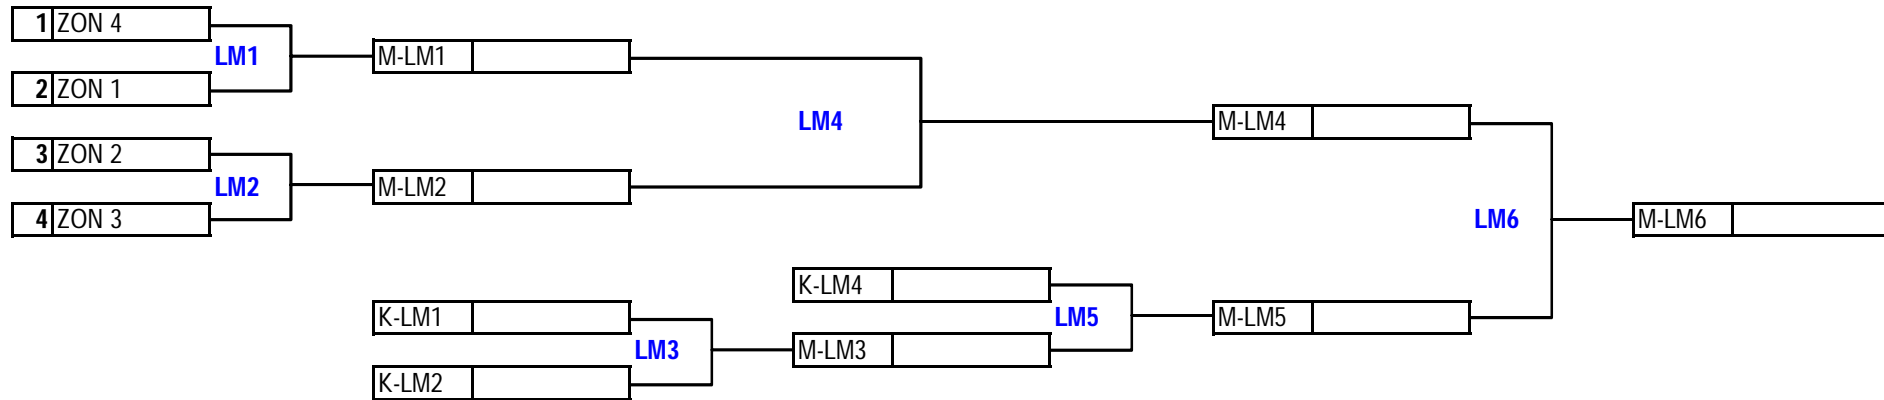 1 ZON 4
LM1
M-LM1
2 ZON 1
LM4
M-LM4
3 ZON 2
LM2
M-LM2
4 ZON 3
LM6
M-LM6
K-LM4
K-LM1
LM5
M-LM5
LM3
M-LM3
K-LM2